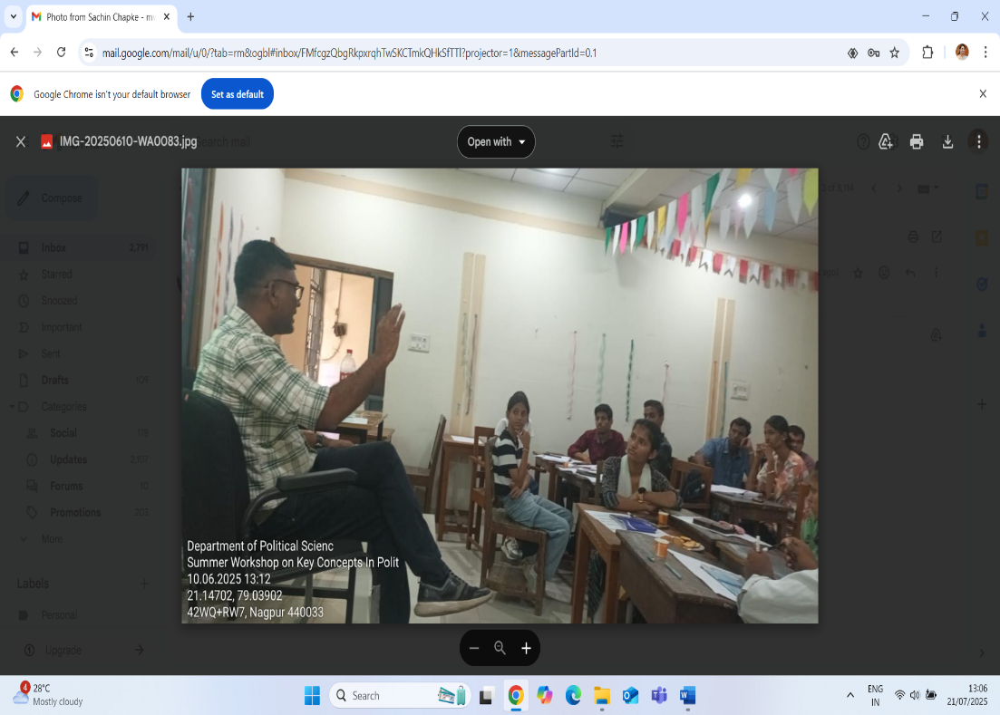 Photo from Sachin Chapke - m
mail.google.com/mail/u/0/?tab=rm&ogbl#inbox/FMfcgzQbgRkpxrqhTwSKCTmkQHkSfTTl?projector=1&messagePartId=0.1
Google Chrome isn't your default browser
Set as default
IMG-20250610-WA0083.jpg
Search mail
Open with
Compose
Inbox 2,791
Starred
Snoozed
Important
Sent
Drafts 109
Categories
Social 178
Updates 2,107
Forums 10
Promotions 203
More
Labels
Personal
Upgrade
Department of Political Scienc
Summer Workshop on Key Concepts In Polit
10.06.2025 13:12
21.14702, 79.03902
42WQ+RW7, Nagpur 440033
4
28°C
Mostly cloudy
Search
ENG
IN
13:06
21/07/2025